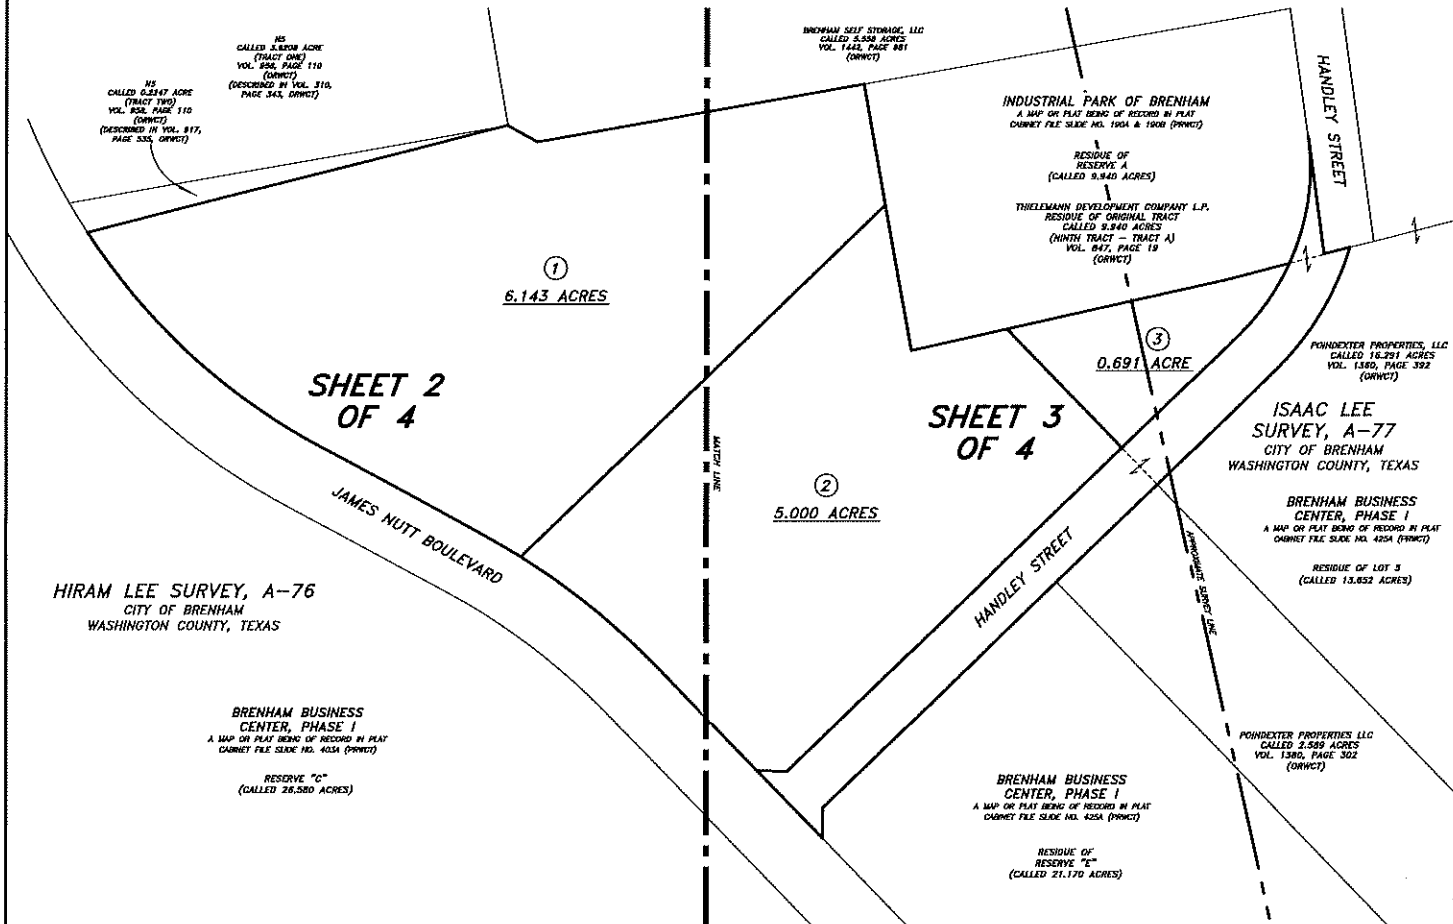 H5
CALLED 3.8208 ACRE
(TRACT ONE)
VOL. 958, PAGE 110
(ORWCT)
(DESCRIBED IN VOL. 310,
PAGE 343, DRWCT)
H5
CALLED 0.2347 ACRE
(TRACT TWO)
VOL. 958, PAGE 110
(ORWCT)
(DESCRIBED IN VOL. 817,
PAGE 535, ORWCT)
BRENHAM SELF STORAGE, LLC
CALLED 5.558 ACRES
VOL. 1442, PAGE 881
(ORWCT)
HANDLEY STREET
INDUSTRIAL PARK OF BRENHAM
A MAP OR PLAT BEING OF RECORD IN PLAT
CABINET FILE SLIDE NO. 190A & 190B (PRWCT)
RESIDUE OF
RESERVE A
(CALLED 9.940 ACRES)
THIELEMANN DEVELOPMENT COMPANY L.P.
RESIDUE OF ORIGINAL TRACT
CALLED 9.940 ACRES
(NINTH TRACT - TRACT A)
VOL. 847, PAGE 19
(ORWCT)
1
6.143 ACRES
3
0.691 ACRE
POINDEXTER PROPERTIES, LLC
CALLED 16.291 ACRES
VOL. 1380, PAGE 392
(ORWCT)
SHEET 2
OF 4
SHEET 3
OF 4
ISAAC LEE
SURVEY, A-77
CITY OF BRENHAM
WASHINGTON COUNTY, TEXAS
MATCH LINE
2
5.000 ACRES
BRENHAM BUSINESS
CENTER, PHASE I
A MAP OR PLAT BEING OF RECORD IN PLAT
CABINET FILE SLIDE NO. 425A (PRWCT)
RESIDUE OF LOT 3
(CALLED 13.652 ACRES)
JAMES NUTT BOULEVARD
HANDLEY STREET
APPROXIMATE SURVEY LINE
HIRAM LEE SURVEY, A-76
CITY OF BRENHAM
WASHINGTON COUNTY, TEXAS
BRENHAM BUSINESS
CENTER, PHASE I
A MAP OR PLAT BEING OF RECORD IN PLAT
CABINET FILE SLIDE NO. 403A (PRWCT)
RESERVE "C"
(CALLED 26.580 ACRES)
POINDEXTER PROPERTIES LLC
CALLED 2.589 ACRES
VOL. 1380, PAGE 302
(ORWCT)
BRENHAM BUSINESS
CENTER, PHASE I
A MAP OR PLAT BEING OF RECORD IN PLAT
CABINET FILE SLIDE NO. 425A (PRWCT)
RESIDUE OF
RESERVE "E"
(CALLED 21.170 ACRES)